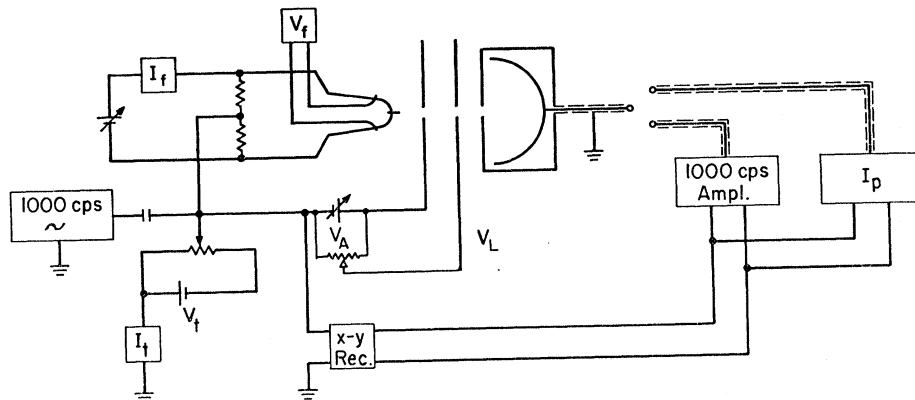 V_f
I_f
1000 cps
~
V_A
V_L
V_t
I_t
x-y
Rec.
1000 cps
Ampl.
I_p